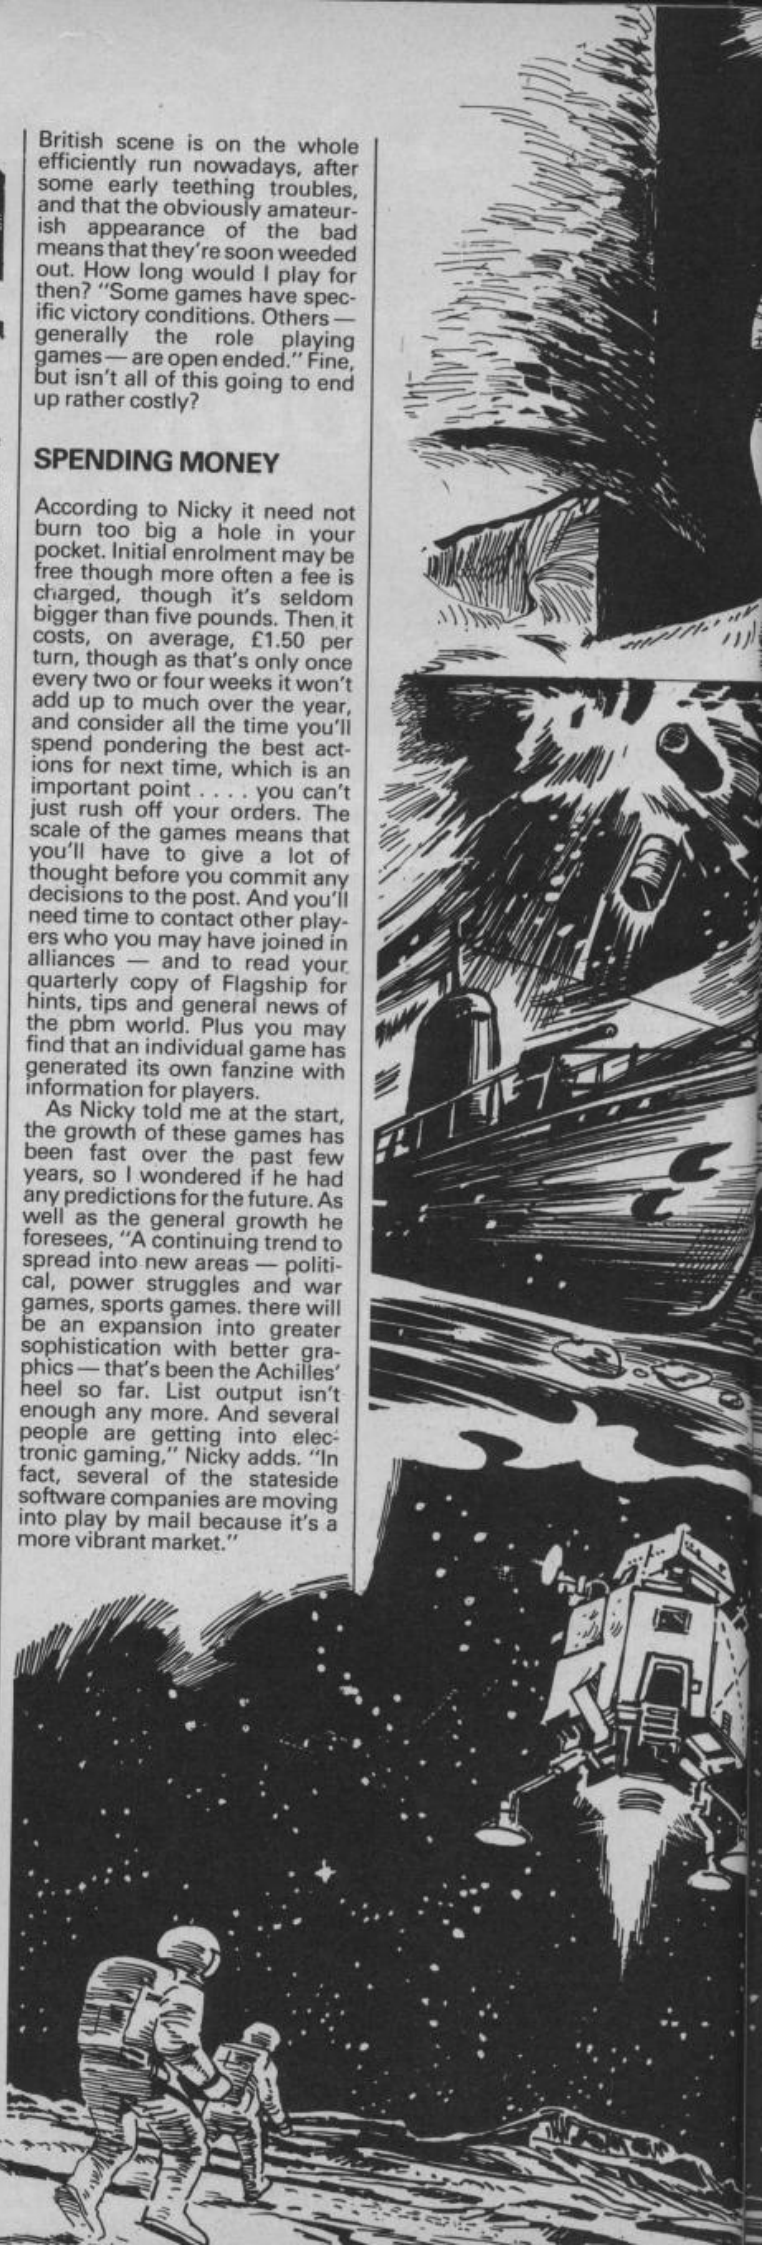 British scene is on the whole
efficiently run nowadays, after
some early teething troubles,
and that the obviously amateur-
ish appearance of the bad
means that they're soon weeded
out. How long would I play for
then? "Some games have spec-
ific victory conditions. Others —
generally the role playing
games — are open ended." Fine,
but isn't all of this going to end
up rather costly?
SPENDING MONEY
According to Nicky it need not
burn too big a hole in your
pocket. Initial enrolment may be
free though more often a fee is
charged, though it's seldom
bigger than five pounds. Then it
costs, on average, £1.50 per
turn, though as that's only once
every two or four weeks it won't
add up to much over the year,
and consider all the time you'll
spend pondering the best act-
ions for next time, which is an
important point . . . . you can't
just rush off your orders. The
scale of the games means that
you'll have to give a lot of
thought before you commit any
decisions to the post. And you'll
need time to contact other play-
ers who you may have joined in
alliances — and to read your
quarterly copy of Flagship for
hints, tips and general news of
the pbm world. Plus you may
find that an individual game has
generated its own fanzine with
information for players.
As Nicky told me at the start,
the growth of these games has
been fast over the past few
years, so I wondered if he had
any predictions for the future. As
well as the general growth he
foresees, "A continuing trend to
spread into new areas — politi-
cal, power struggles and war
games, sports games. there will
be an expansion into greater
sophistication with better gra-
phics — that's been the Achilles'
heel so far. List output isn't
enough any more. And several
people are getting into elec-
tronic gaming," Nicky adds. "In
fact, several of the stateside
software companies are moving
into play by mail because it's a
more vibrant market."